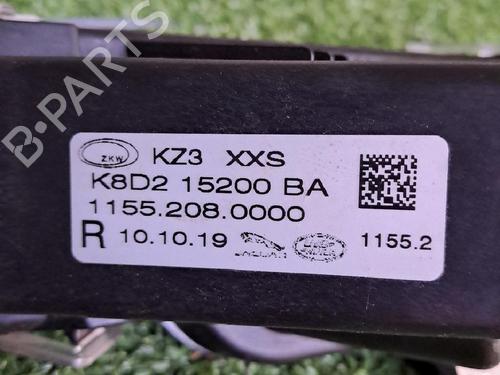 B-PARTS
ZKW KZ3 XXS
K8D2 15200 BA
1155.208.0000
R 10.10.19 JAGUAR LAND ROVER 1155.2